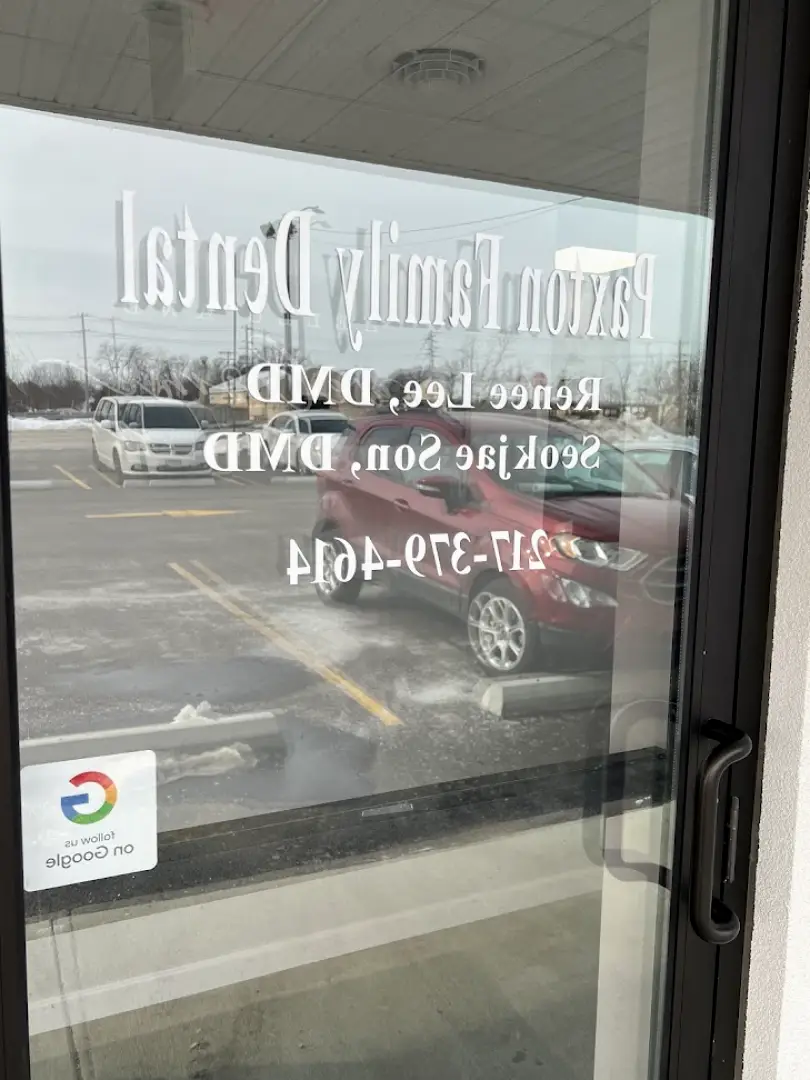 Paxton Family Dental
Renee Lee, DMD
Seokjae Son, DMD
217-379-4614
G
follow us
on Google